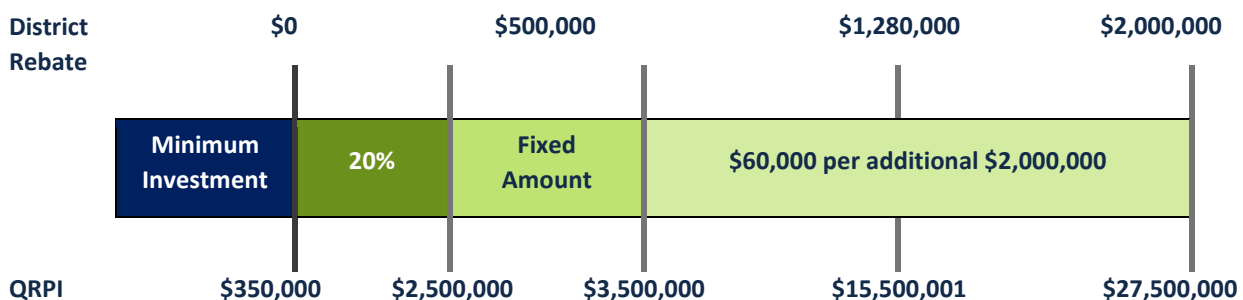 District Rebate $0 $500,000 $1,280,000 $2,000,000
Minimum Investment 20% Fixed Amount $60,000 per additional $2,000,000
QRPI $350,000 $2,500,000 $3,500,000 $15,500,001 $27,500,000